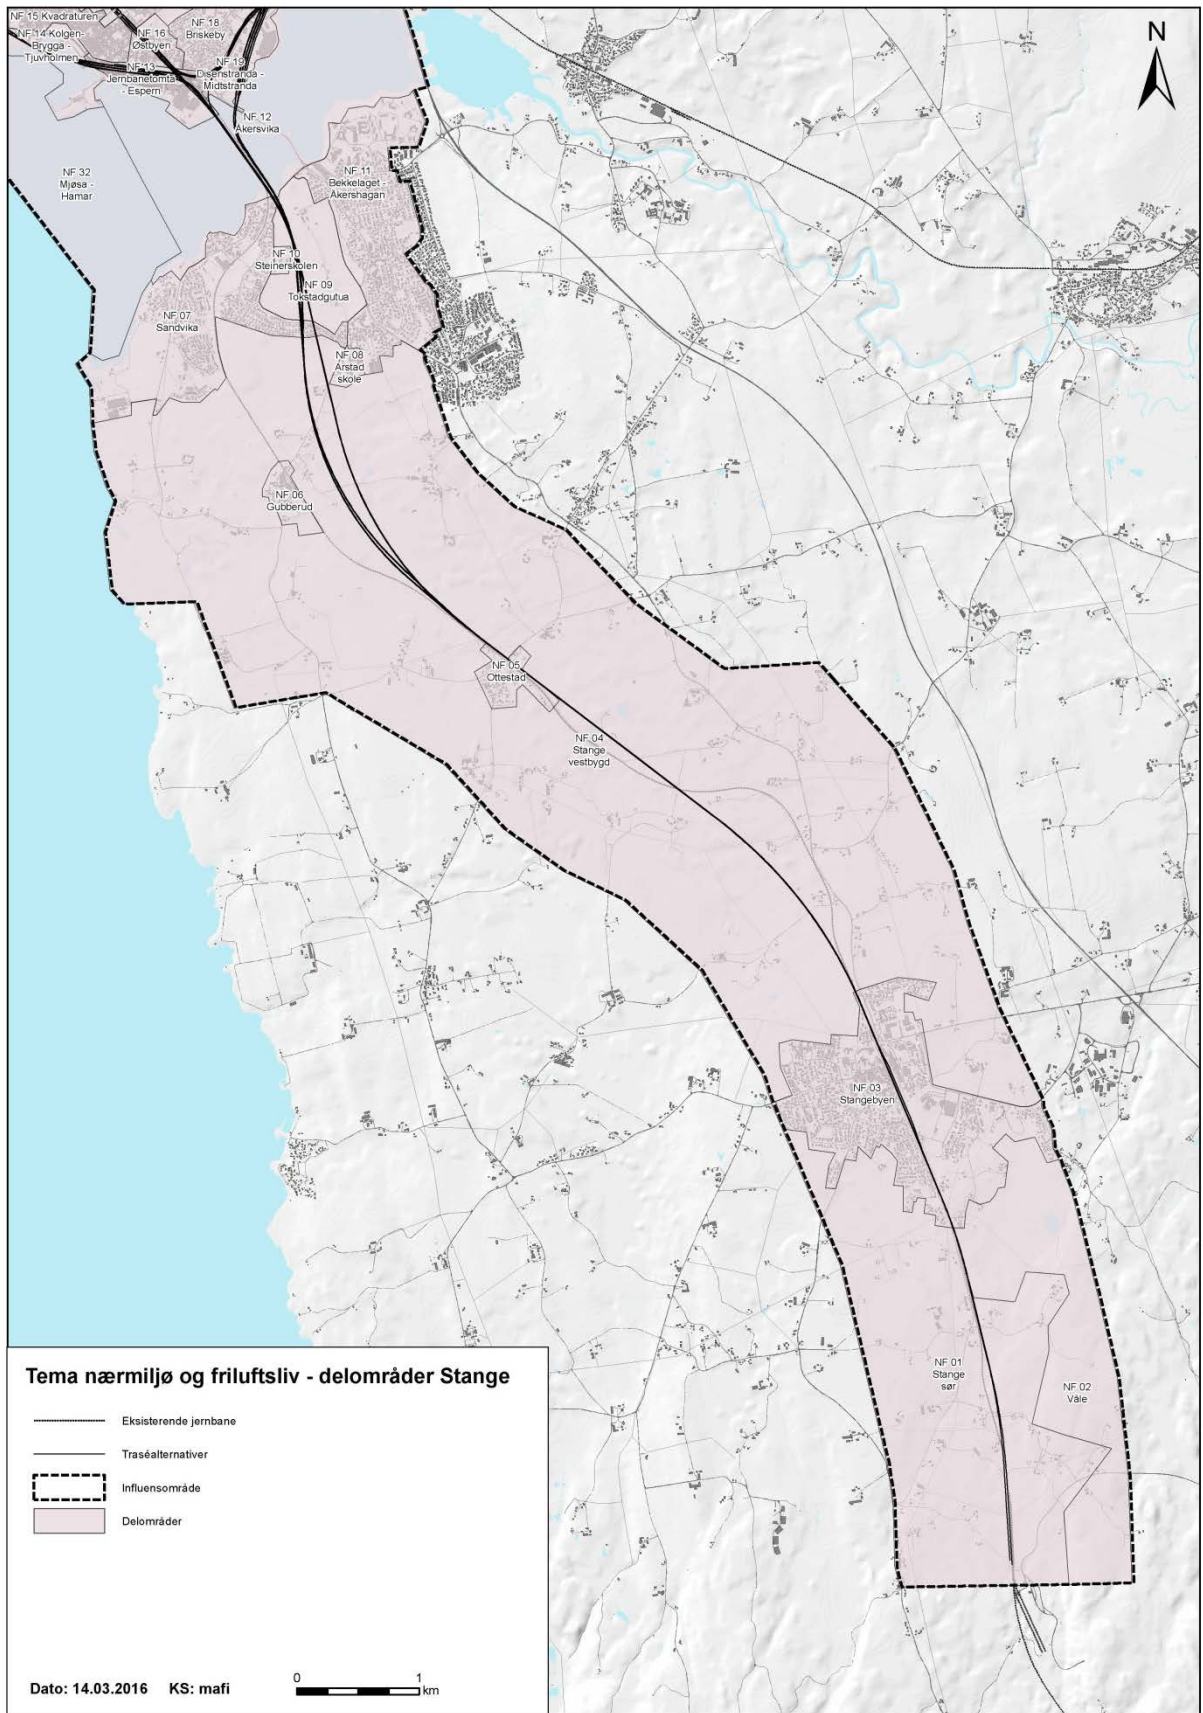 NF 15 Kvadraturen
NF 14 Kolgen-
Brygga -
Tjuvholmen
NF 16
Østbyen
NF 18
Briskeby
NF 13
Jernbanetomta
- Espern
NF 19
Disenstranda -
Midtstranda
NF 12
Åkersvika
N
NF 32
Mjøsa -
Hamar
NF 11
Bekkelaget -
Åkershagan
NF 10
Steinerskolen
NF 09
Tokstadgutua
NF 07
Sandvika
NF 08
Arstad
skole
NF 06
Gubberud
NF 05
Ottestad
NF 04
Stange
vestbygd
NF 03
Stangebyen
NF 01
Stange
sør
NF 02
Våle
Tema nærmiljø og friluftsliv - delområder Stange
Eksisterende jernbane
Traséalternativer
Influensområde
Delområder
Dato: 14.03.2016 KS: mafi
0 1
km